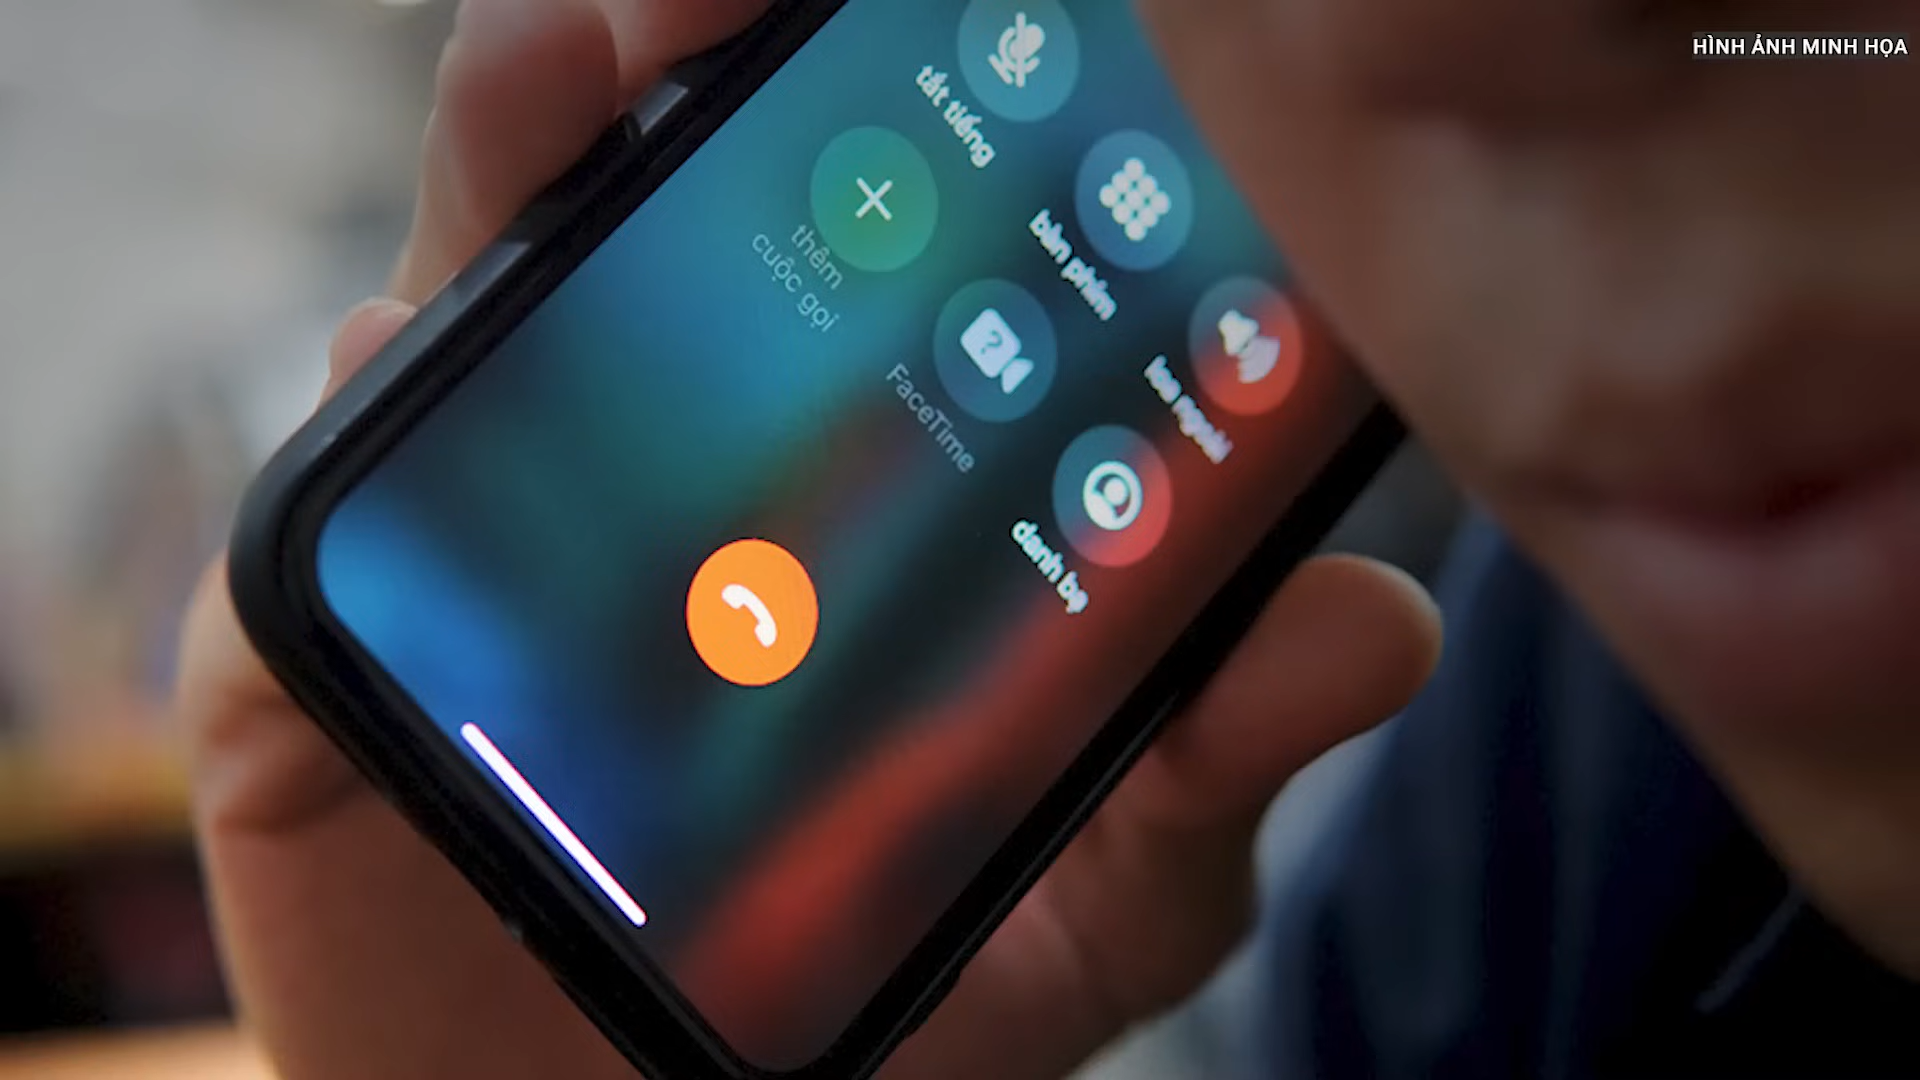 HÌNH ẢNH MINH HỌA
tắt tiếng
bàn phím
loa ngoài
thêm
cuộc gọi
FaceTime
danh bạ